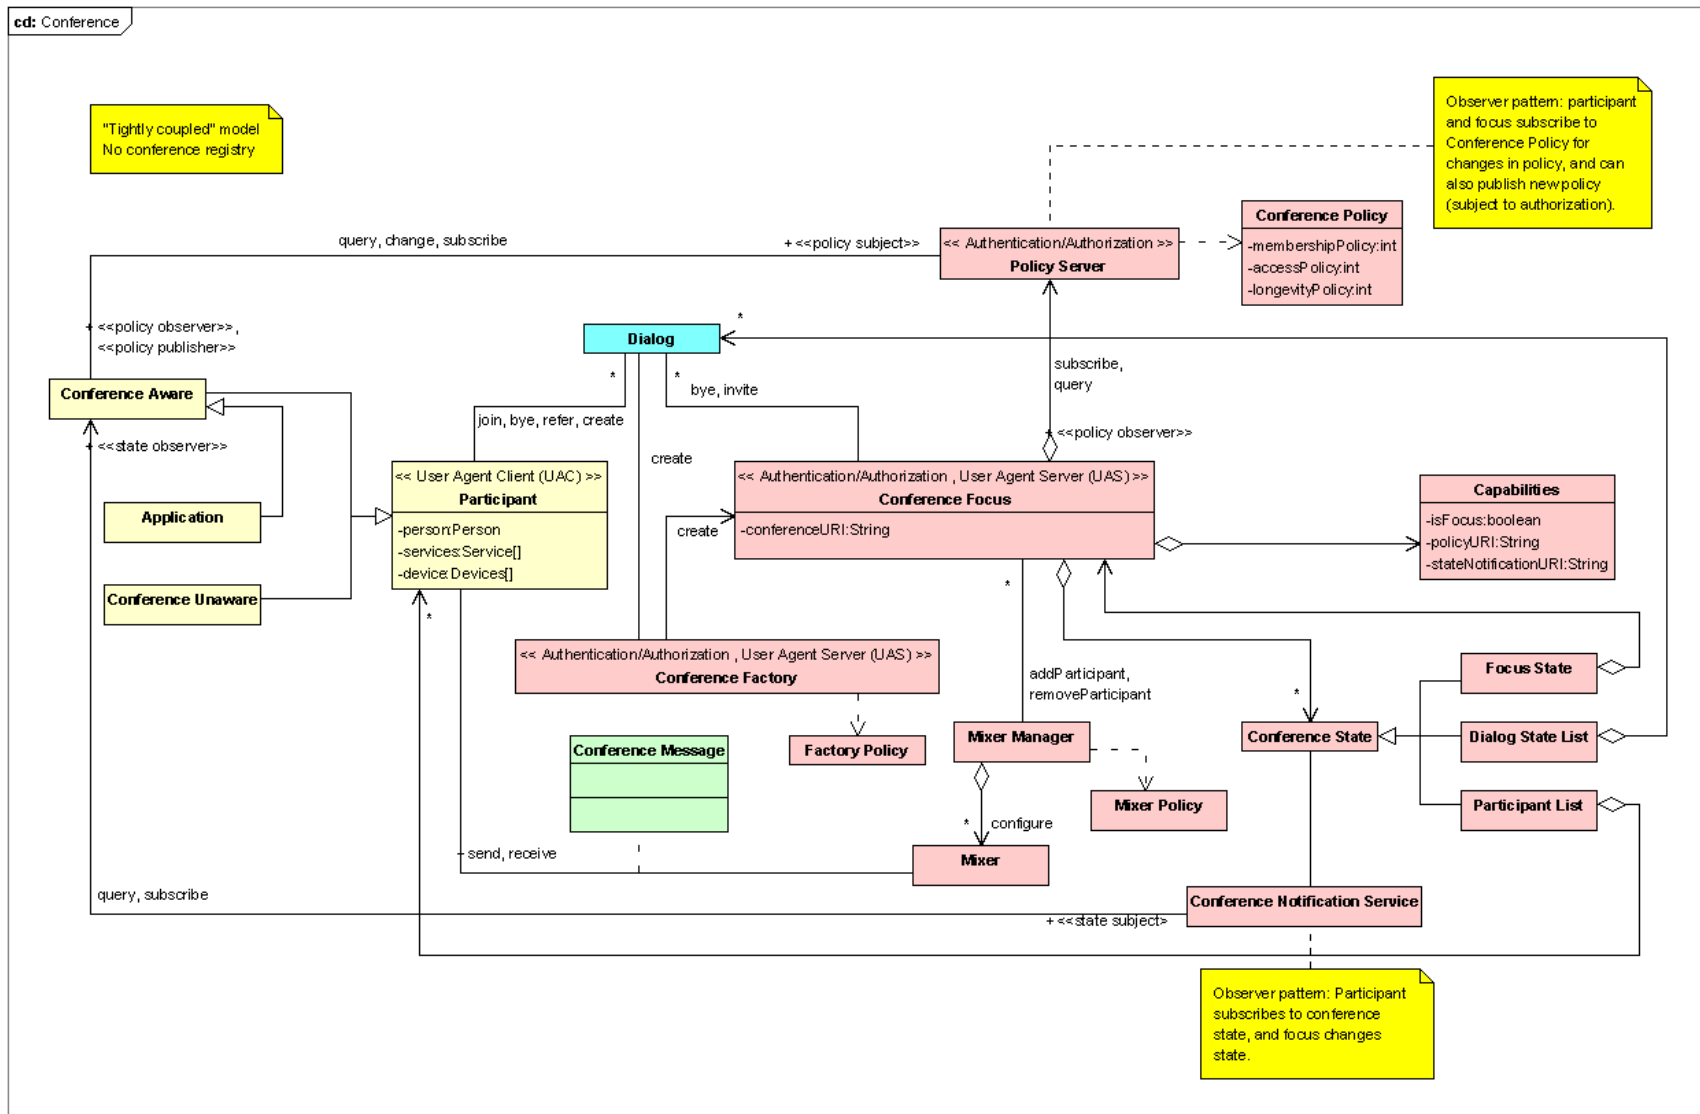 cd: Conference
"Tightly coupled" model
No conference registry
Observer pattern: participant
and focus subscribe to
Conference Policy for
changes in policy, and can
also publish new policy
(subject to authorization).
query, change, subscribe
+ <<policy subject>>
<< Authentication/Authorization >>
Policy Server
Conference Policy
-membershipPolicy:int
-accessPolicy:int
-longevityPolicy:int
+ <<policy observer>>,
<<policy publisher>>
Dialog
*
*
*
bye, invite
subscribe,
query
Conference Aware
join, bye, refer, create
+ <<policy observer>>
+ <<state observer>>
create
<< User Agent Client (UAC) >>
Participant
-person:Person
-services:Service[]
-device:Devices[]
<< Authentication/Authorization , User Agent Server (UAS) >>
Conference Focus
-conferenceURI:String
Capabilities
-isFocus:boolean
-policyURI:String
-stateNotificationURI:String
Application
create
Conference Unaware
*
*
<< Authentication/Authorization , User Agent Server (UAS) >>
Conference Factory
addParticipant,
removeParticipant
*
Focus State
Conference Message
Factory Policy
Mixer Manager
Conference State
Dialog State List
Mixer Policy
Participant List
*
configure
+ send, receive
Mixer
query, subscribe
+ <<state subject>
Conference Notification Service
Observer pattern: Participant
subscribes to conference
state, and focus changes
state.